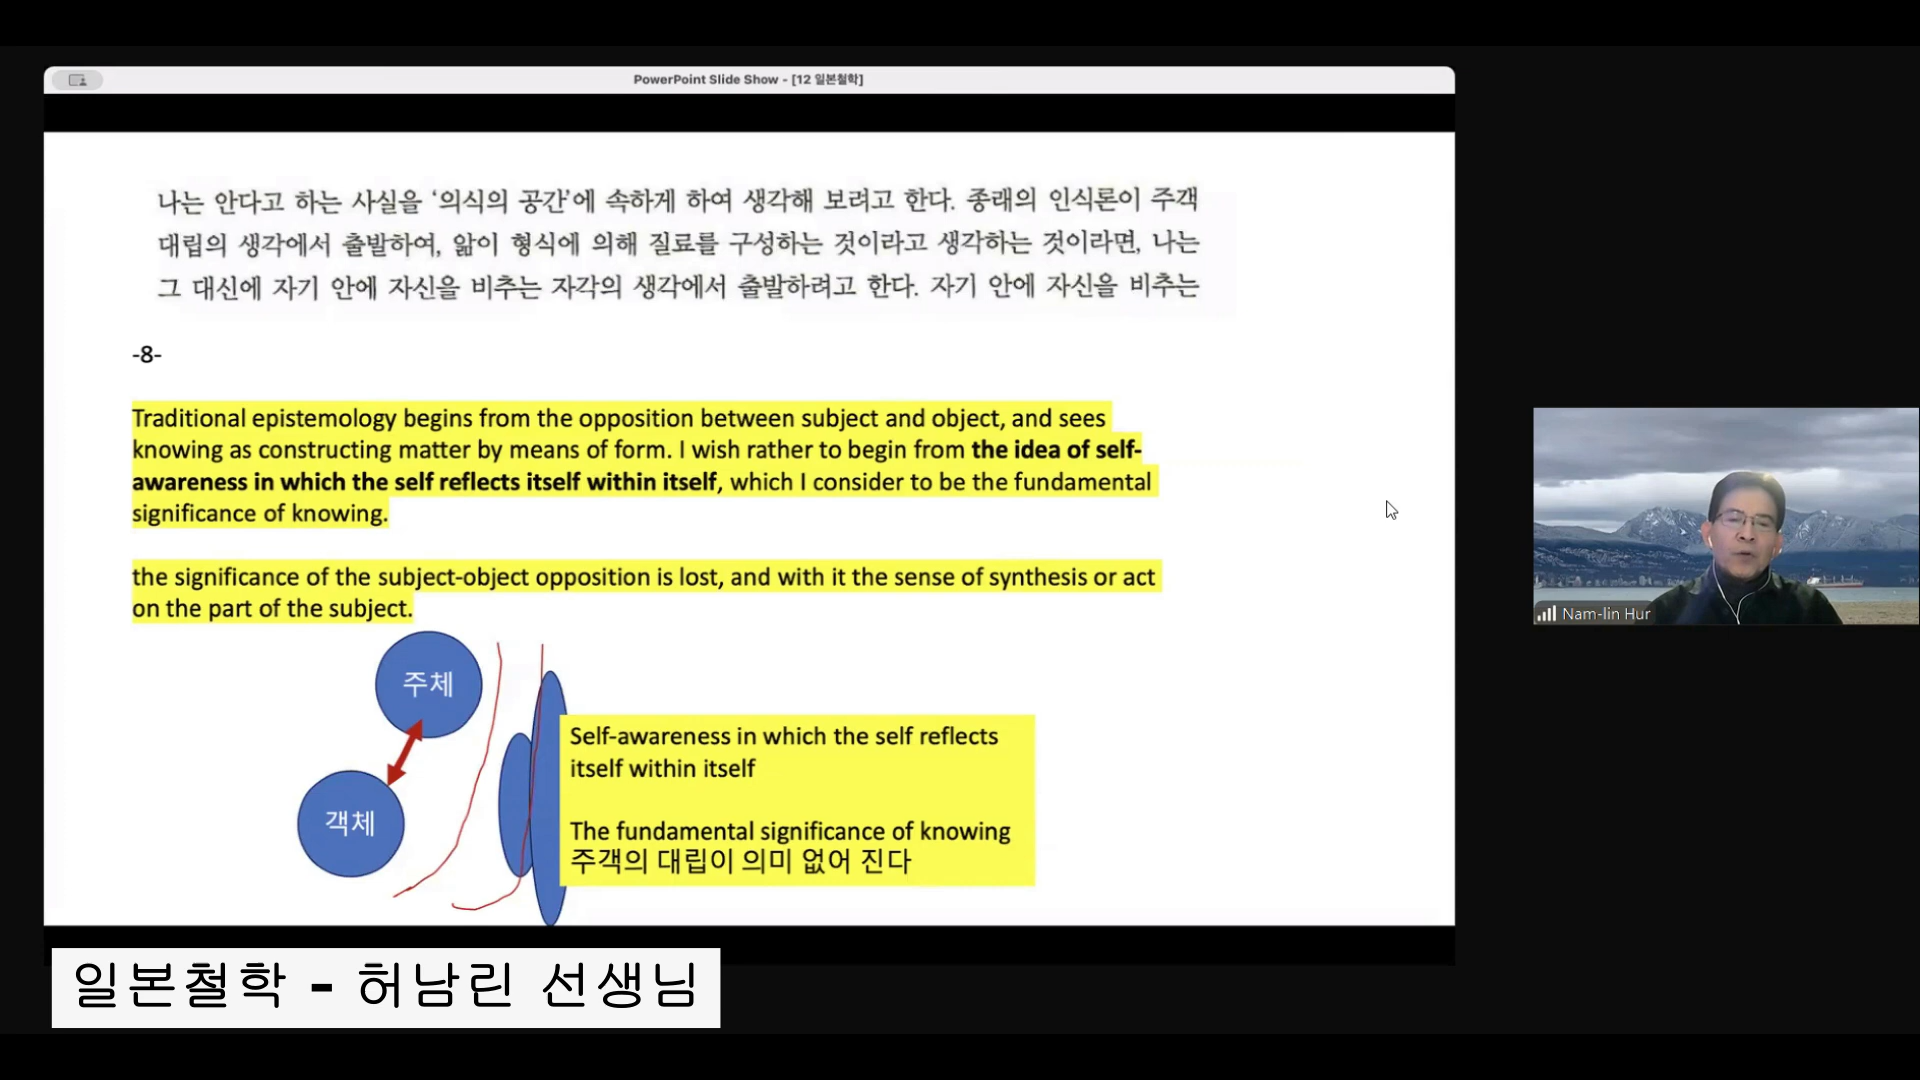 PowerPoint Slide Show - [12 일본철학]
나는 안다고 하는 사실을 ‘의식의 공간’에 속하게 하여 생각해 보려고 한다. 종래의 인식론이 주객
대립의 생각에서 출발하여, 앎이 형식에 의해 질료를 구성하는 것이라고 생각하는 것이라면, 나는
그 대신에 자기 안에 자신을 비추는 자각의 생각에서 출발하려고 한다. 자기 안에 자신을 비추는
-8-
Traditional epistemology begins from the opposition between subject and object, and sees
knowing as constructing matter by means of form. I wish rather to begin from the idea of self-
awareness in which the self reflects itself within itself, which I consider to be the fundamental
significance of knowing.
the significance of the subject-object opposition is lost, and with it the sense of synthesis or act
on the part of the subject.
주체
객체
Self-awareness in which the self reflects
itself within itself
The fundamental significance of knowing
주객의 대립이 의미 없어 진다
Nam-lin Hur
일본철학 - 허남린 선생님